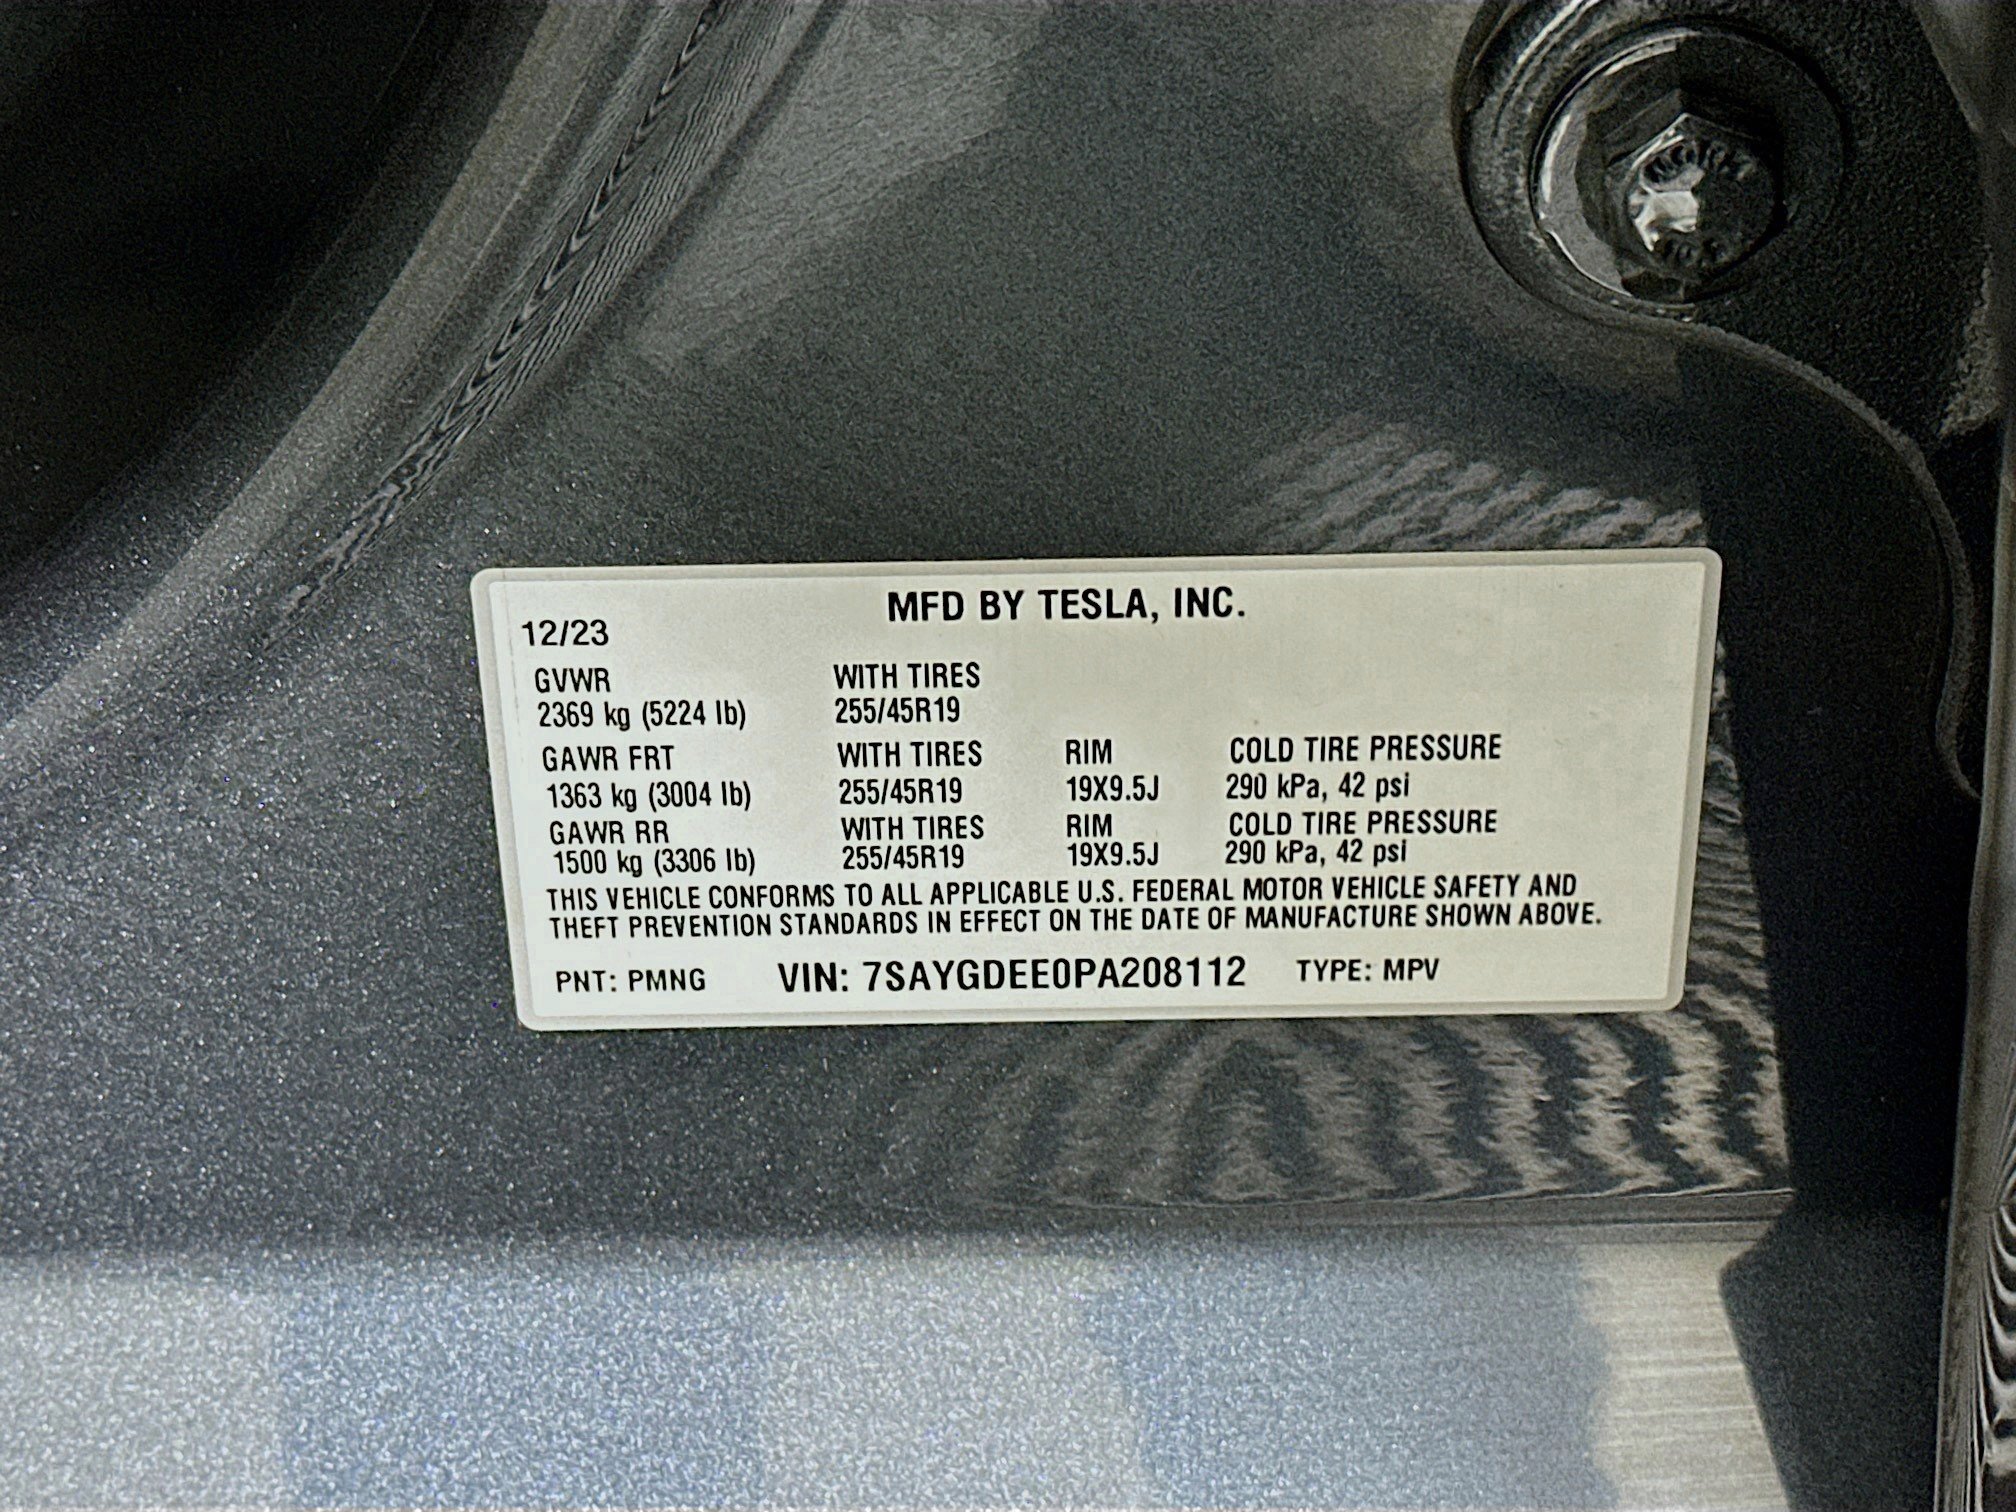 MFD BY TESLA, INC.
12/23
GVWR WITH TIRES
2369 kg (5224 lb) 255/45R19
GAWR FRT WITH TIRES RIM COLD TIRE PRESSURE
1363 kg (3004 lb) 255/45R19 19X9.5J 290 kPa, 42 psi
GAWR RR WITH TIRES RIM COLD TIRE PRESSURE
1500 kg (3306 lb) 255/45R19 19X9.5J 290 kPa, 42 psi
THIS VEHICLE CONFORMS TO ALL APPLICABLE U.S. FEDERAL MOTOR VEHICLE SAFETY AND
THEFT PREVENTION STANDARDS IN EFFECT ON THE DATE OF MANUFACTURE SHOWN ABOVE.
PNT: PMNG VIN: 7SAYGDEE0PA208112 TYPE: MPV